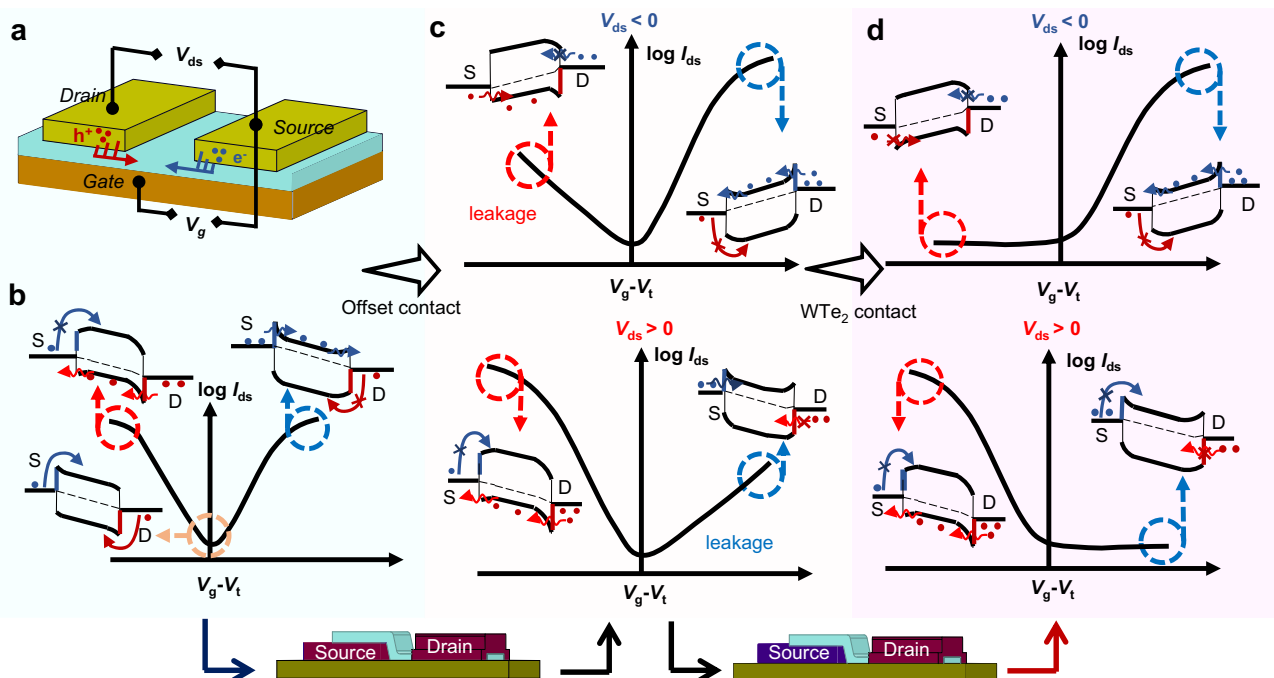 a
V_ds
Drain
h⁺
Source
e⁻
Gate
V_g
b
S
D
S
D
log I_ds
S
D
V_g-V_t
Offset contact
c
V_ds < 0
log I_ds
S
D
leakage
S
D
V_g-V_t
V_ds > 0
log I_ds
S
D
S
D
leakage
V_g-V_t
WTe₂ contact
d
V_ds < 0
log I_ds
S
D
S
D
V_g-V_t
V_ds > 0
log I_ds
S
D
S
D
V_g-V_t
Source
Drain
Source
Drain